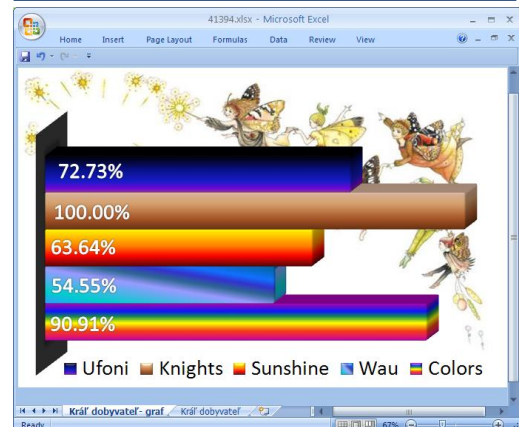 41394.xlsx - Microsoft Excel
Home Insert Page Layout Formulas Data Review View
72.73%
100.00%
63.64%
54.55%
90.91%
Ufoni Knights Sunshine Wau Colors
Kráľ dobyvateľ- graf Kráľ dobyvateľ
Ready 67%